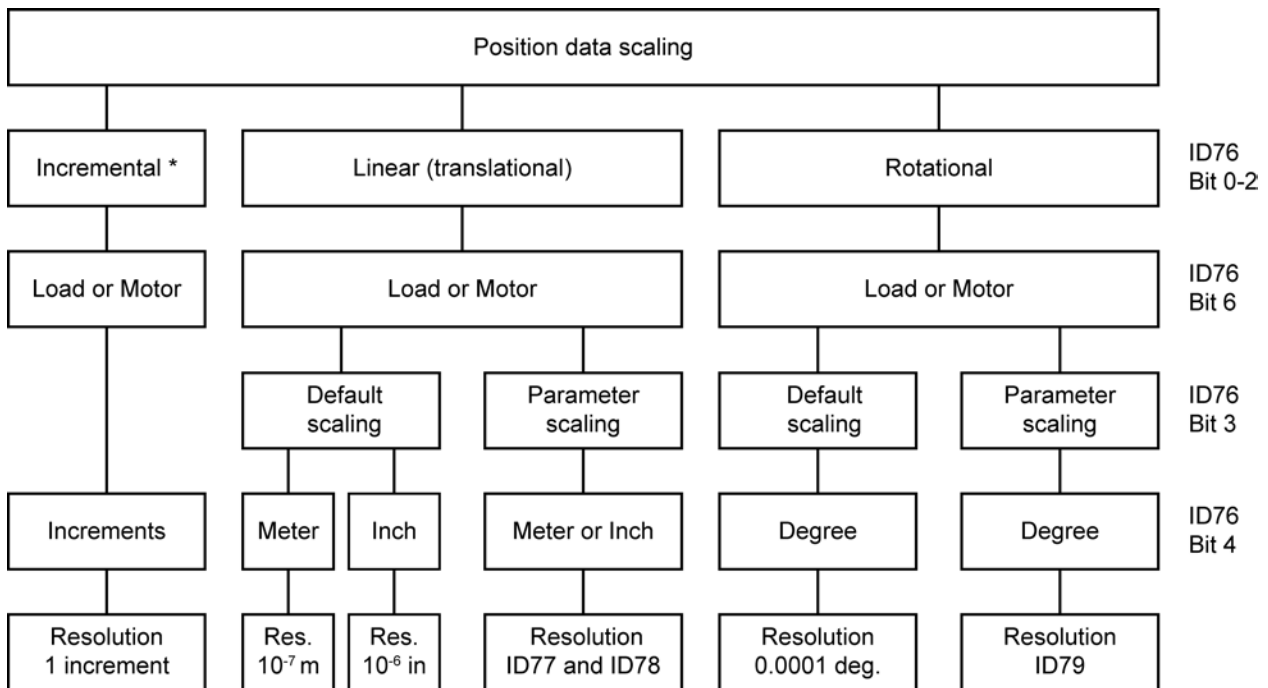 Position data scaling
Incremental *
Linear (translational)
Rotational
ID76
Bit 0-2
Load or Motor
Load or Motor
Load or Motor
ID76
Bit 6
Default
scaling
Parameter
scaling
Default
scaling
Parameter
scaling
ID76
Bit 3
Increments
Meter
Inch
Meter or Inch
Degree
Degree
ID76
Bit 4
Resolution
1 increment
Res.
10⁻⁷ m
Res.
10⁻⁶ in
Resolution
ID77 and ID78
Resolution
0.0001 deg.
Resolution
ID79